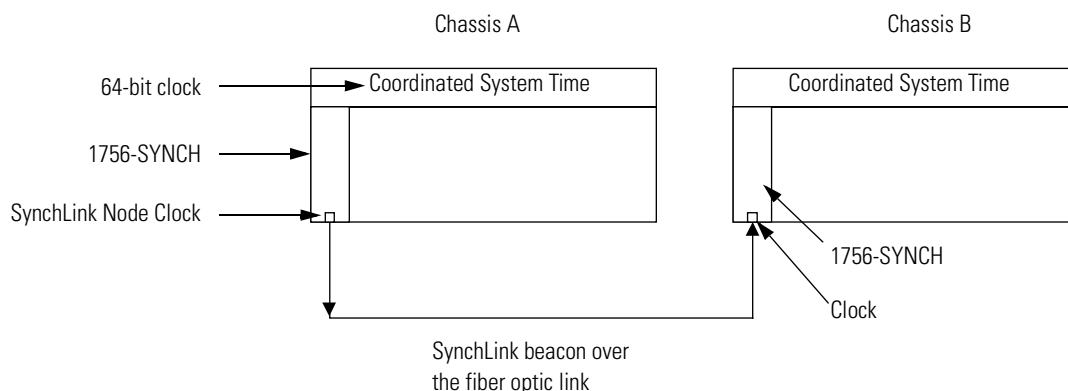 Chassis A
Chassis B
64-bit clock
Coordinated System Time
Coordinated System Time
1756-SYNCH
SynchLink Node Clock
1756-SYNCH
Clock
SynchLink beacon over
the fiber optic link